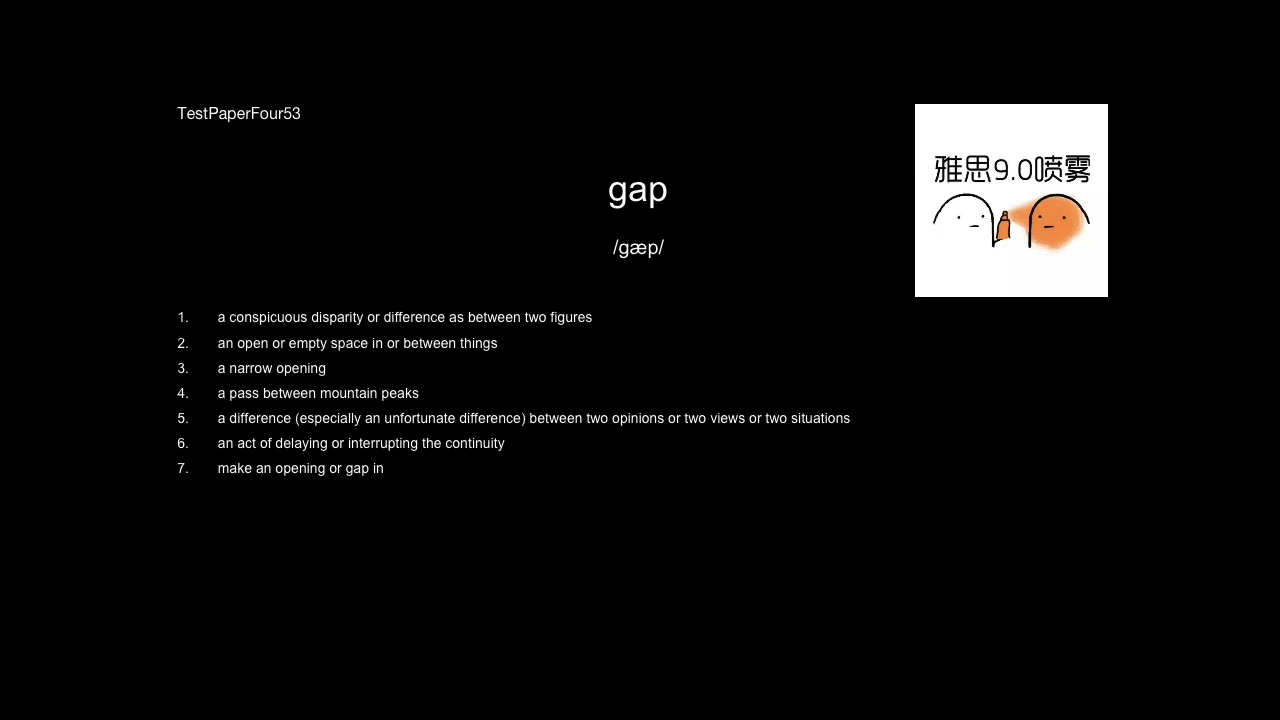 TestPaperFour53
雅思9.0喷雾
gap
/gæp/
1. a conspicuous disparity or difference as between two figures
2. an open or empty space in or between things
3. a narrow opening
4. a pass between mountain peaks
5. a difference (especially an unfortunate difference) between two opinions or two views or two situations
6. an act of delaying or interrupting the continuity
7. make an opening or gap in